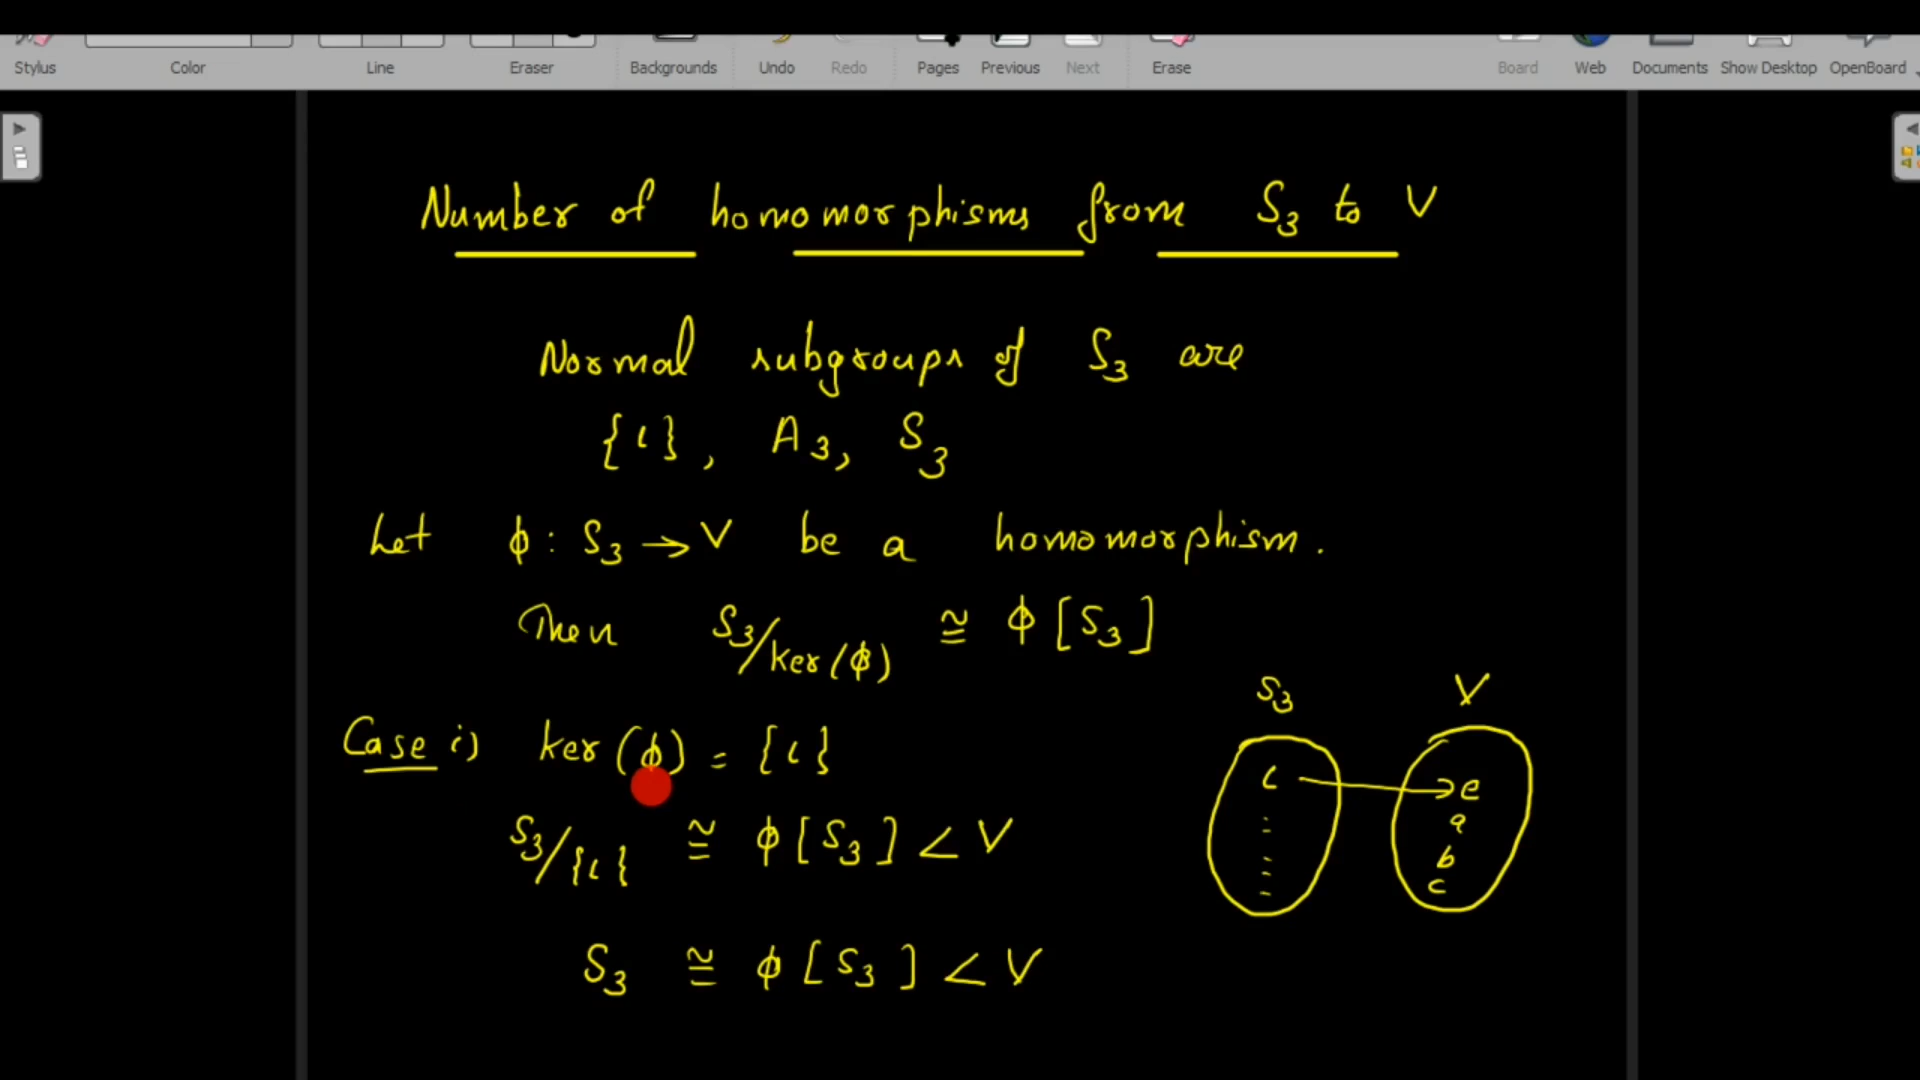 Stylus Color Line Eraser Backgrounds Undo Redo Pages Previous Next Erase Board Web Documents Show Desktop OpenBoard
Number of homomorphisms from S₃ to V
Normal subgroups of S₃ are
{ι}, A₃, S₃
Let ϕ : S₃ → V be a homomorphism.
Then S₃/ker(ϕ) ≅ ϕ[S₃]
Case i) ker(ϕ) = {ι}
S₃/{ι} ≅ ϕ[S₃] < V
S₃ ≅ ϕ[S₃] < V
S₃ V
ι → e
a
b
c